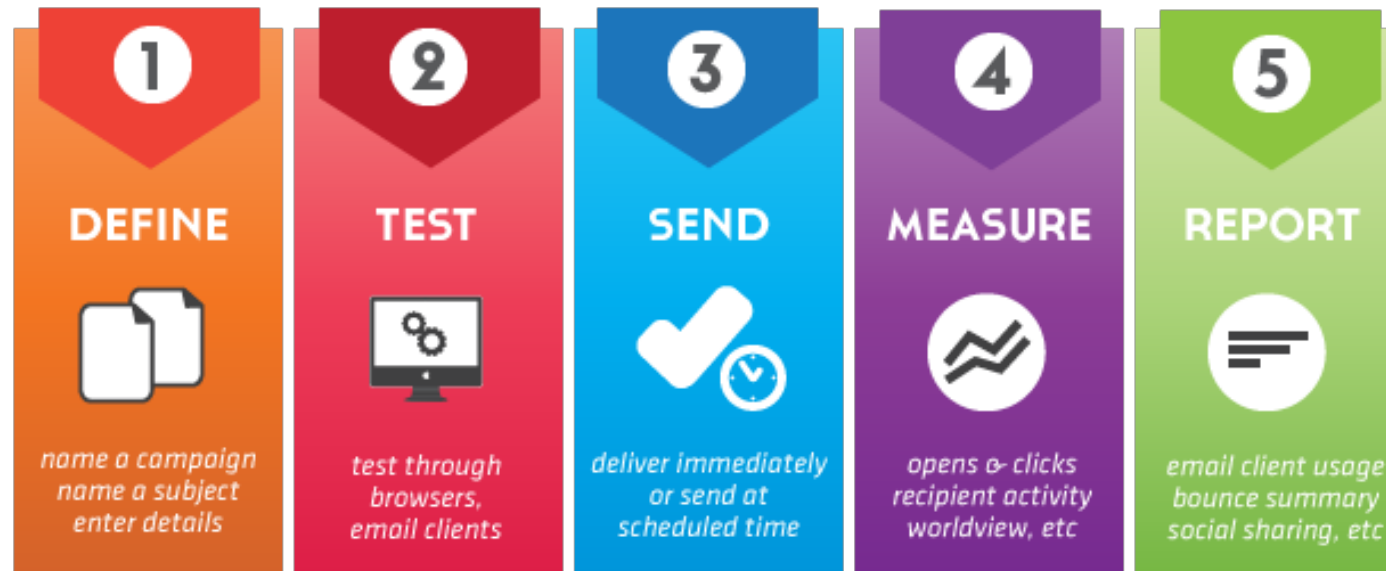 1
DEFINE
name a campaign
name a subject
enter details
2
TEST
test through
browsers,
email clients
3
SEND
deliver immediately
or send at
scheduled time
4
MEASURE
opens & clicks
recipient activity
worldview, etc
5
REPORT
email client usage
bounce summary
social sharing, etc